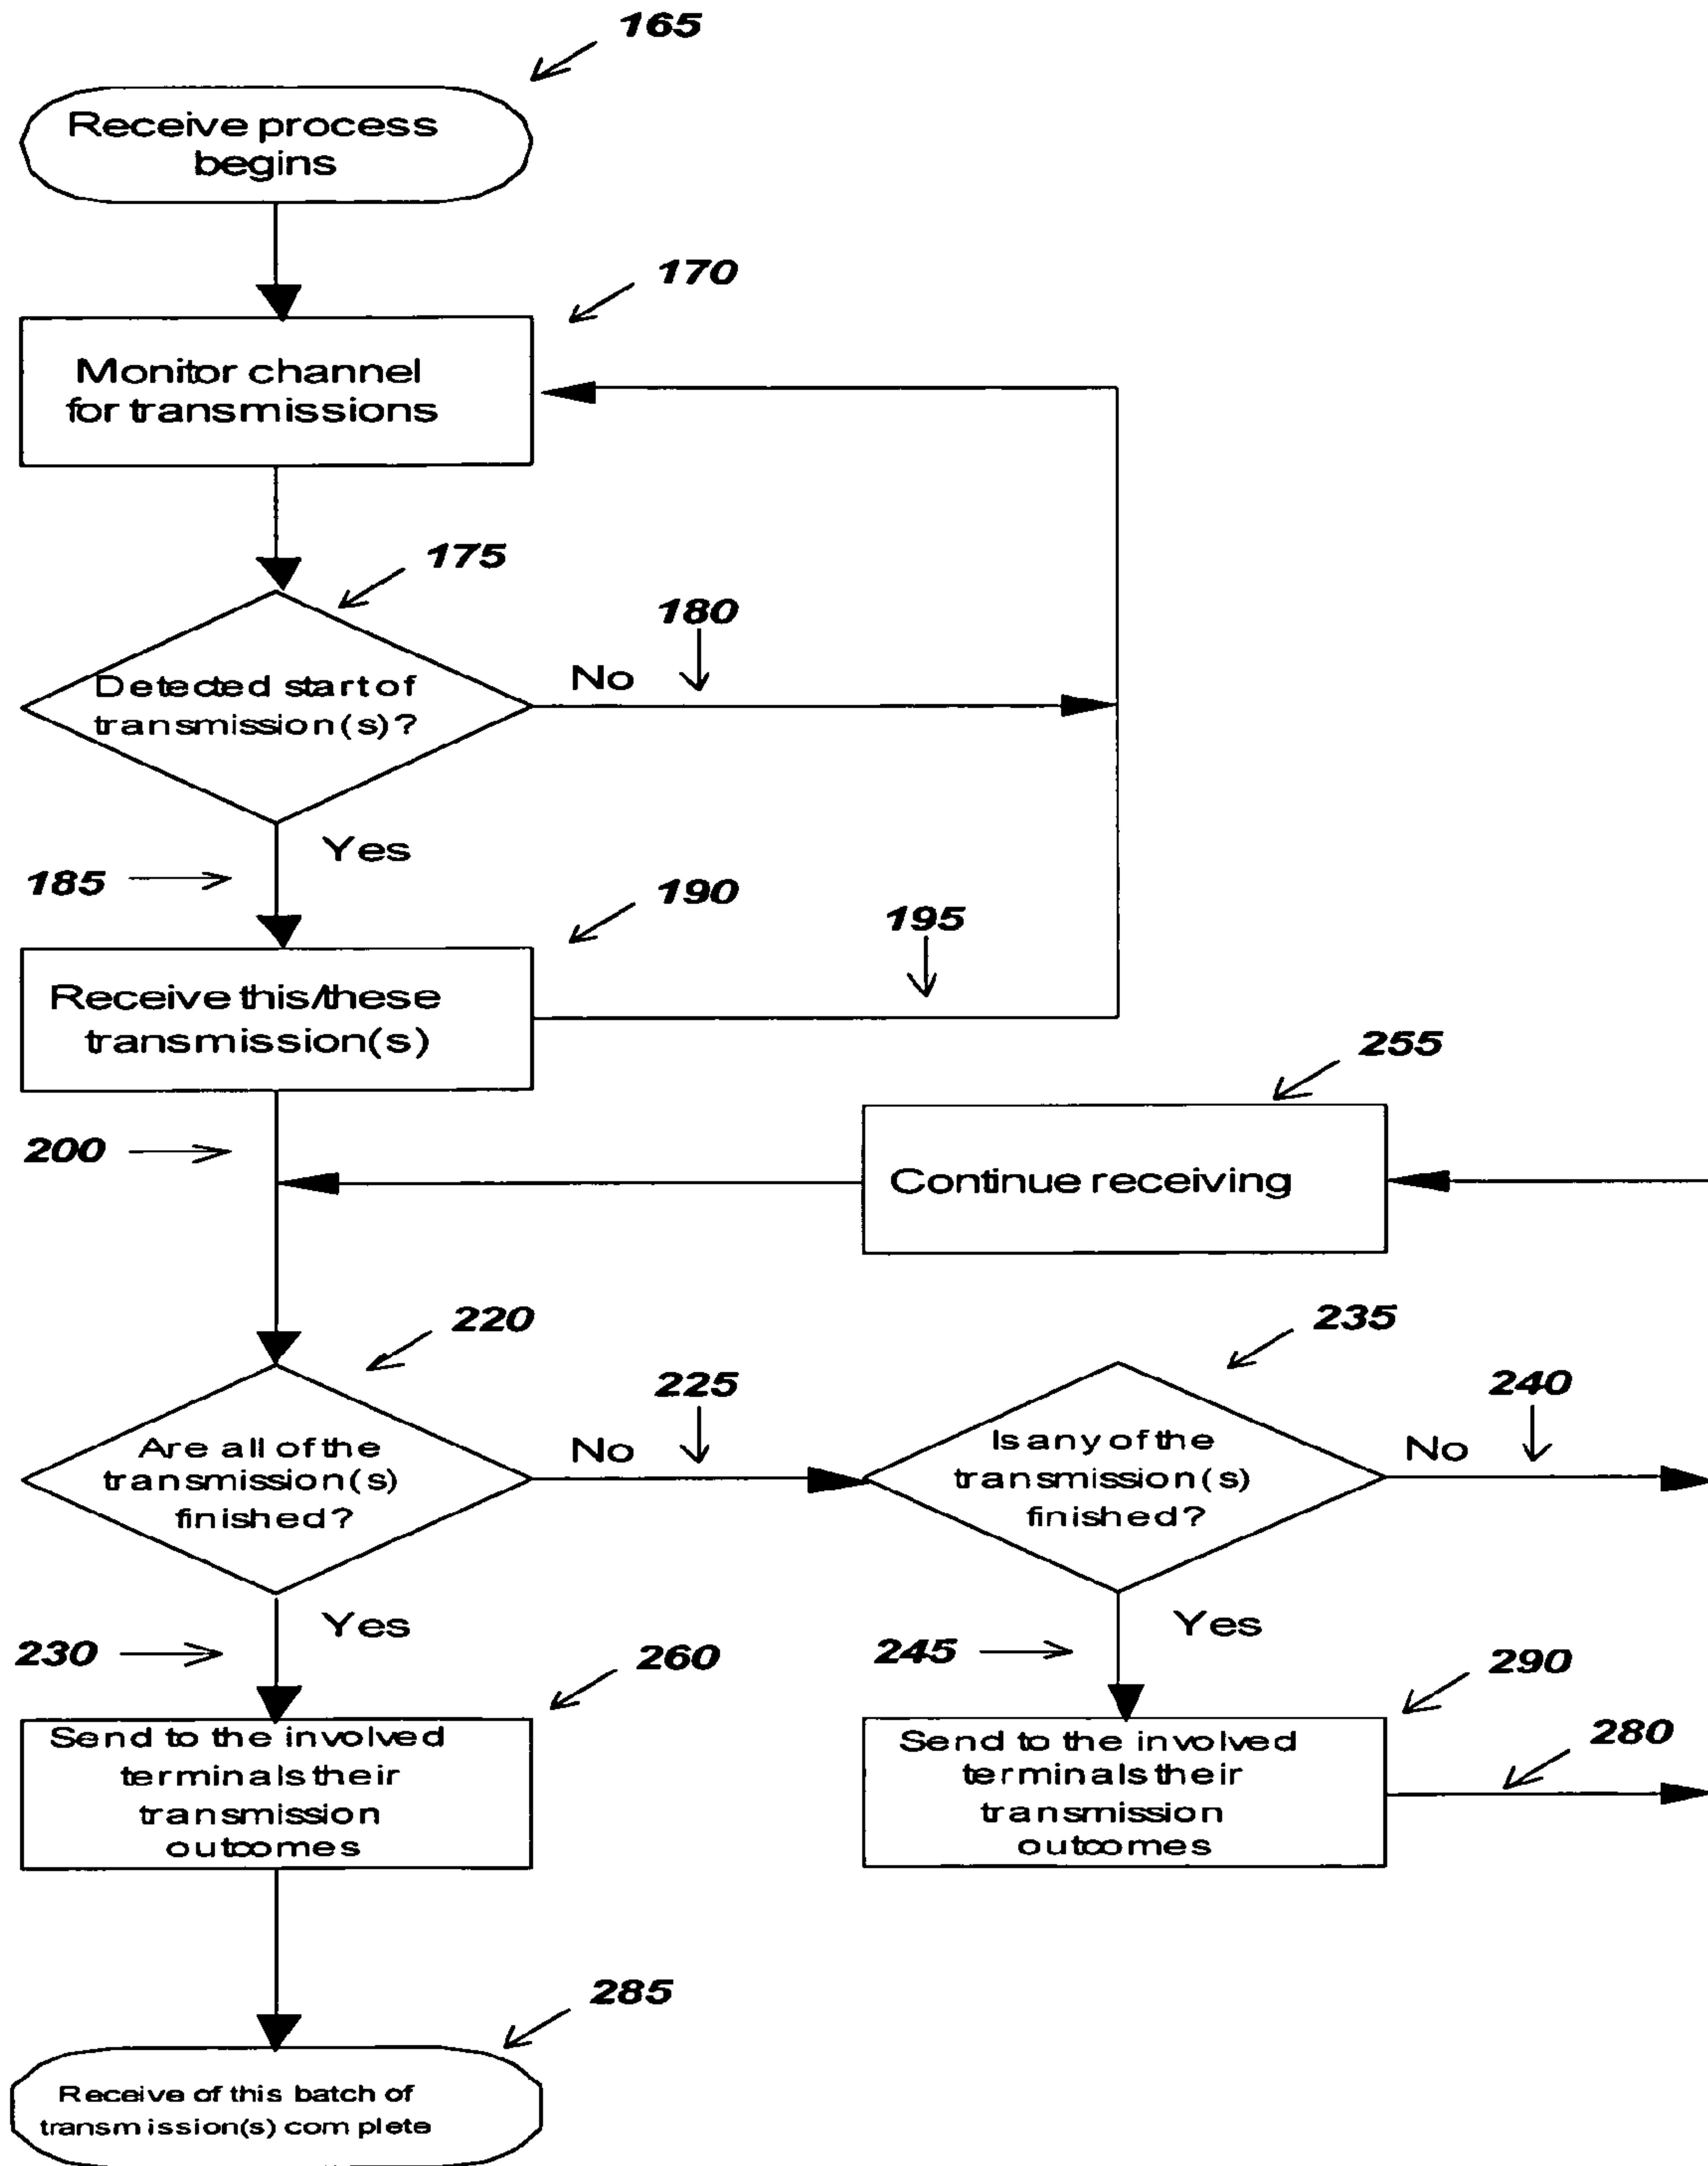 165
Receive process
begins
170
Monitor channel
for transmissions
175
180
Detected start of
transmission(s)?
No
Yes
185
190
195
Receive this/these
transmission(s)
255
200
Continue receiving
220
235
225
240
Are all of the
transmission(s)
finished?
No
Is any of the
transmission(s)
finished?
No
Yes
230
260
Yes
245
290
Send to the involved
terminals their
transmission
outcomes
Send to the involved
terminals their
transmission
outcomes
280
285
Receive of this batch of
transmission(s) complete